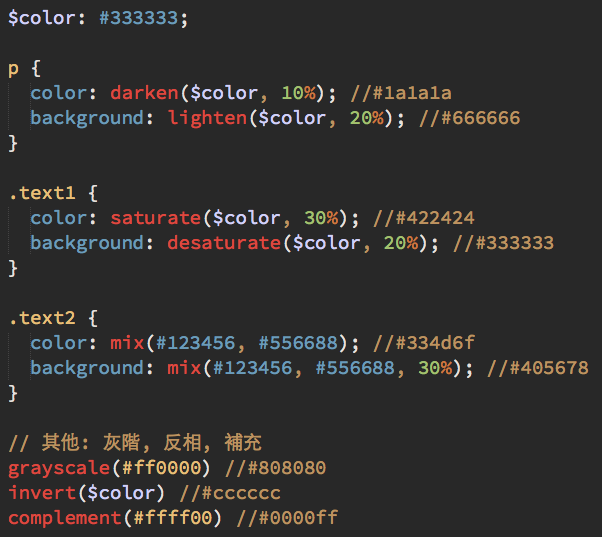 $color: #333333;
p {
color: darken($color, 10%); //#1a1a1a
background: lighten($color, 20%); //#666666
}
.text1 {
color: saturate($color, 30%); //#422424
background: desaturate($color, 20%); //#333333
}
.text2 {
color: mix(#123456, #556688); //#334d6f
background: mix(#123456, #556688, 30%); //#405678
}
// 其他: 灰階, 反相, 補充
grayscale(#ff0000) //#808080
invert($color) //#cccccc
complement(#ffff00) //#0000ff